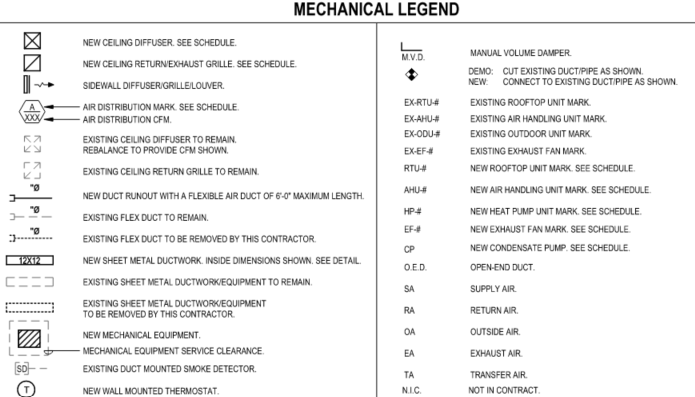 MECHANICAL LEGEND
NEW CEILING DIFFUSER. SEE SCHEDULE.
NEW CEILING RETURN/EXHAUST GRILLE. SEE SCHEDULE.
SIDEWALL DIFFUSER/GRILLE/LOUVER.
A
AIR DISTRIBUTION MARK. SEE SCHEDULE.
XXX
AIR DISTRIBUTION CFM.
EXISTING CEILING DIFFUSER TO REMAIN.
REBALANCE TO PROVIDE CFM SHOWN.
EXISTING CEILING RETURN GRILLE TO REMAIN.
"Ø
NEW DUCT RUNOUT WITH A FLEXIBLE AIR DUCT OF 6'-0" MAXIMUM LENGTH.
"Ø
EXISTING FLEX DUCT TO REMAIN.
"Ø
EXISTING FLEX DUCT TO BE REMOVED BY THIS CONTRACTOR.
12X12 NEW SHEET METAL DUCTWORK. INSIDE DIMENSIONS SHOWN. SEE DETAIL.
EXISTING SHEET METAL DUCTWORK/EQUIPMENT TO REMAIN.
EXISTING SHEET METAL DUCTWORK/EQUIPMENT
TO BE REMOVED BY THIS CONTRACTOR.
NEW MECHANICAL EQUIPMENT.
MECHANICAL EQUIPMENT SERVICE CLEARANCE.
SD EXISTING DUCT MOUNTED SMOKE DETECTOR.
T NEW WALL MOUNTED THERMOSTAT.
M.V.D. MANUAL VOLUME DAMPER.
DEMO: CUT EXISTING DUCT/PIPE AS SHOWN.
NEW: CONNECT TO EXISTING DUCT/PIPE AS SHOWN.
EX-RTU-# EXISTING ROOFTOP UNIT MARK.
EX-AHU-# EXISTING AIR HANDLING UNIT MARK.
EX-ODU-# EXISTING OUTDOOR UNIT MARK.
EX-EF-# EXISTING EXHAUST FAN MARK.
RTU-# NEW ROOFTOP UNIT MARK. SEE SCHEDULE.
AHU-# NEW AIR HANDLING UNIT MARK. SEE SCHEDULE.
HP-# NEW HEAT PUMP UNIT MARK. SEE SCHEDULE.
EF-# NEW EXHAUST FAN MARK. SEE SCHEDULE.
CP NEW CONDENSATE PUMP. SEE SCHEDULE.
O.E.D. OPEN-END DUCT.
SA SUPPLY AIR.
RA RETURN AIR.
OA OUTSIDE AIR.
EA EXHAUST AIR.
TA TRANSFER AIR.
N.I.C. NOT IN CONTRACT.